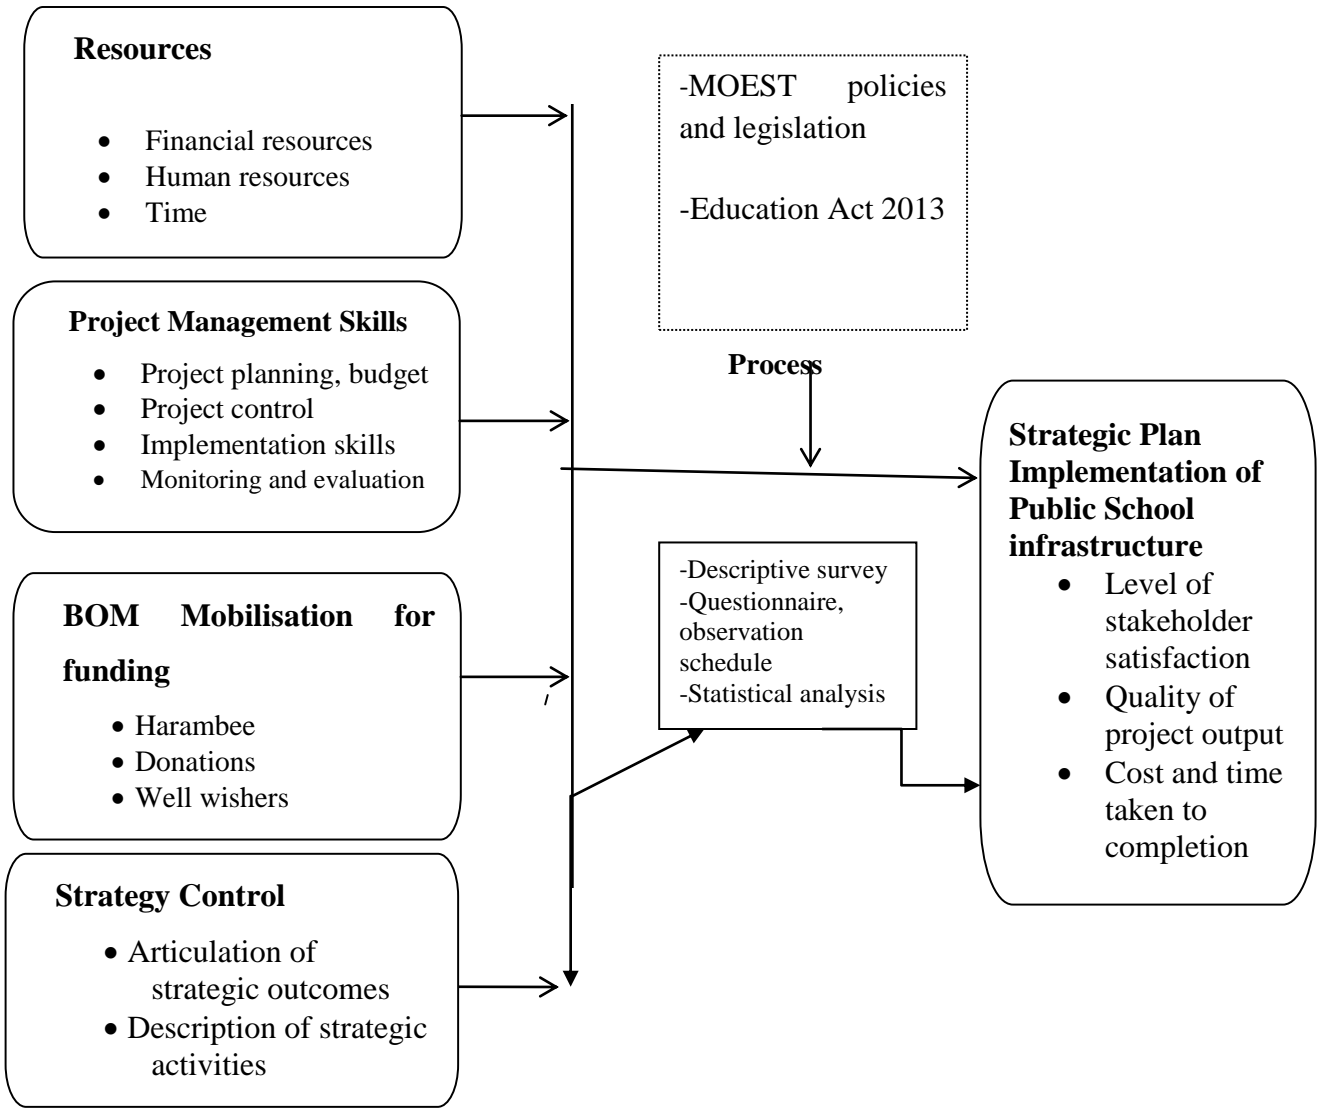 Resources
• Financial resources
• Human resources
• Time
Project Management Skills
• Project planning, budget
• Project control
• Implementation skills
• Monitoring and evaluation
BOM Mobilisation for
funding
• Harambee
• Donations
• Well wishers
Strategy Control
• Articulation of
strategic outcomes
• Description of strategic
activities
-MOEST policies
and legislation
-Education Act 2013
Process
-Descriptive survey
-Questionnaire,
observation
schedule
-Statistical analysis
Strategic Plan
Implementation of
Public School
infrastructure
• Level of
stakeholder
satisfaction
• Quality of
project output
• Cost and time
taken to
completion